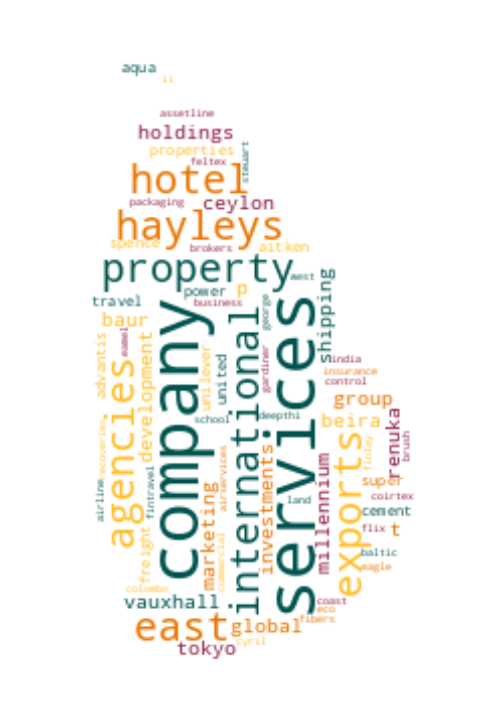 aqua
ii
assetline
holdings
properties
steuart
feltex
hotel
packaging
ceylon
hayleys
spence
brokers
aitken
property
west
power
p
travel
business
george
shipping
baur
company
services
international
united
unilever
development
eamel
advantis
agencies
gardiner
india
insurance
control
group
school
deepthi
beira
renuka
brush
finlay
exports
millennium
investments
airservices
marketing
commercial
recoveries
airline
fintravel
freight
land
super
coirtex
cement
flix
t
baltic
eagle
colombo
vauxhall
coast
eco
fibers
east
global
cyril
tokyo